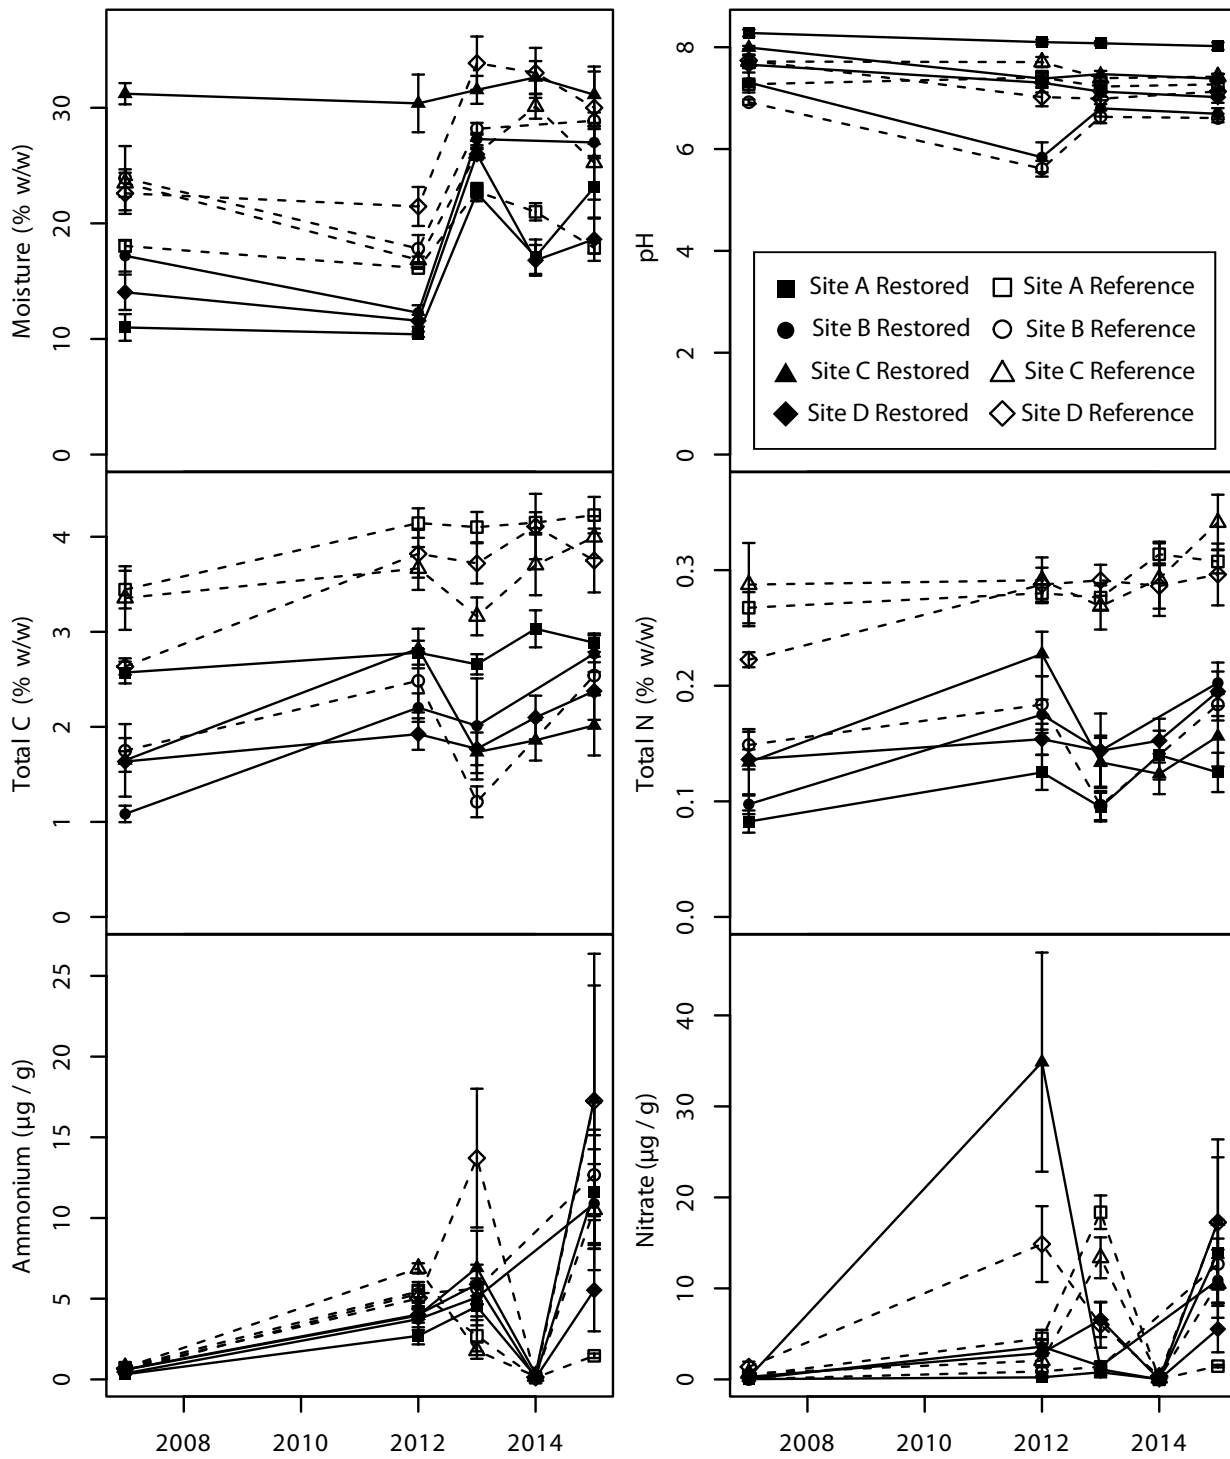 Moisture (% w/w)
0
10
20
30
pH
0
2
4
6
8
Site A Restored Site A Reference
Site B Restored Site B Reference
Site C Restored Site C Reference
Site D Restored Site D Reference
Total C (% w/w)
0
1
2
3
4
Total N (% w/w)
0.0
0.1
0.2
0.3
Ammonium (µg / g)
0
5
10
15
20
25
Nitrate (µg / g)
0
10
20
30
40
2008 2010 2012 2014
2008 2010 2012 2014